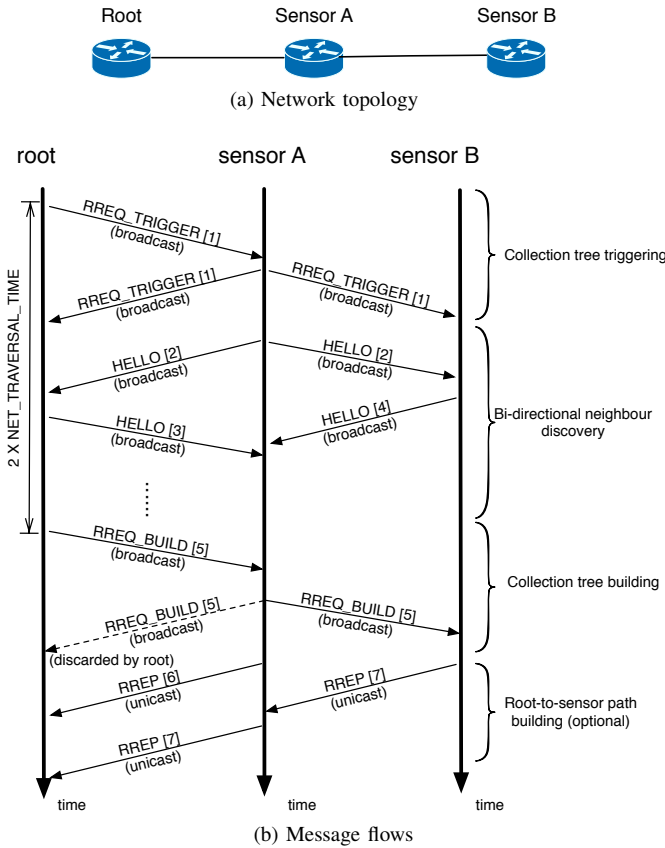 Root
Sensor A
Sensor B
(a) Network topology
root
sensor A
sensor B
2 X NET_TRAVERSAL_TIME
RREQ_TRIGGER [1]
(broadcast)
RREQ_TRIGGER [1]
(broadcast)
RREQ_TRIGGER [1]
(broadcast)
Collection tree triggering
HELLO [2]
(broadcast)
HELLO [2]
(broadcast)
HELLO [3]
(broadcast)
HELLO [4]
(broadcast)
Bi-directional neighbour
discovery
......
RREQ_BUILD [5]
(broadcast)
RREQ_BUILD [5]
(broadcast)
(discarded by root)
RREQ_BUILD [5]
(broadcast)
Collection tree building
RREP [6]
(unicast)
RREP [7]
(unicast)
RREP [7]
(unicast)
Root-to-sensor path
building (optional)
time
time
time
(b) Message flows